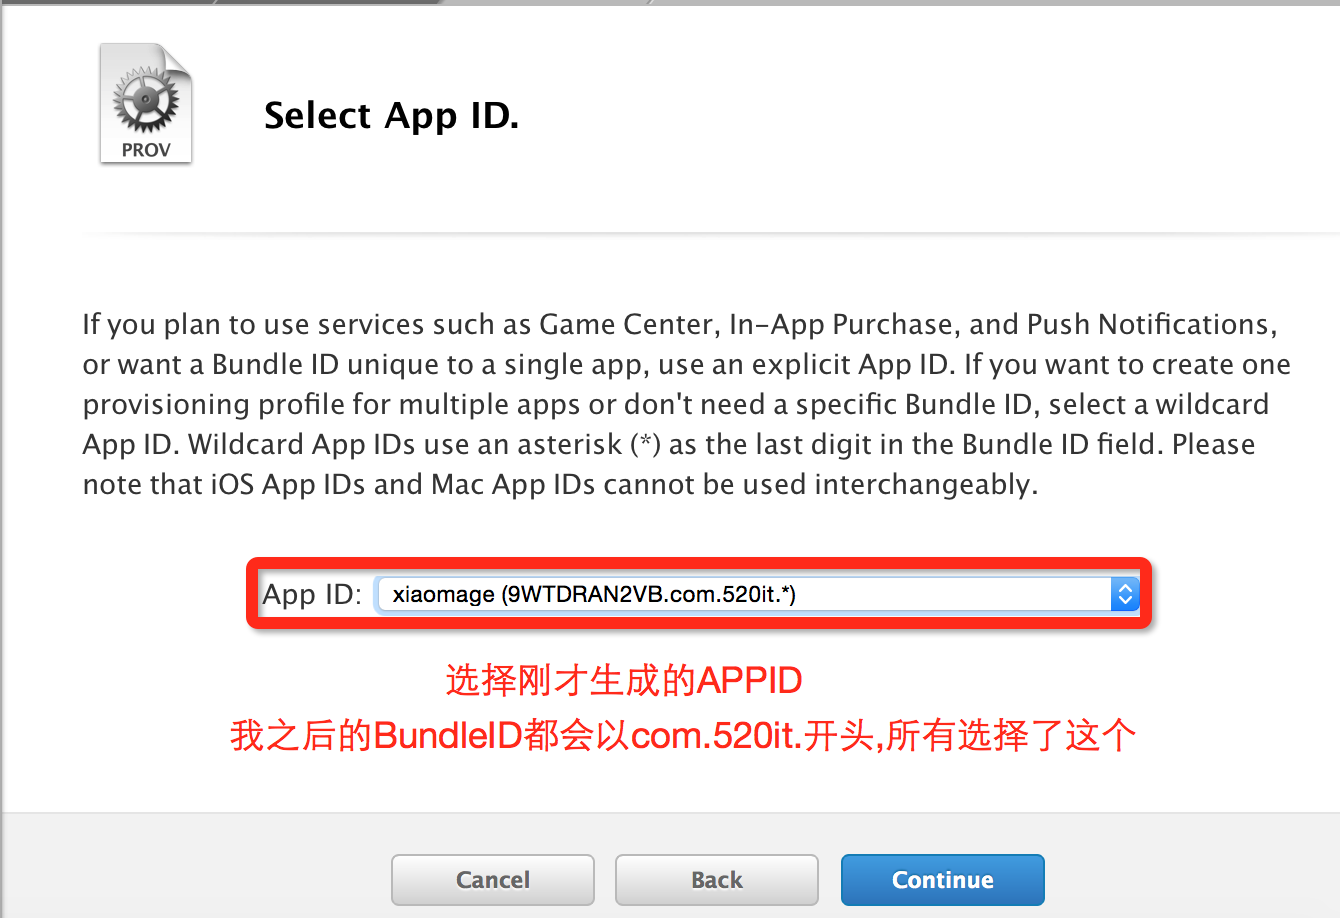 PROV
Select App ID.
If you plan to use services such as Game Center, In-App Purchase, and Push Notifications,
or want a Bundle ID unique to a single app, use an explicit App ID. If you want to create one
provisioning profile for multiple apps or don't need a specific Bundle ID, select a wildcard
App ID. Wildcard App IDs use an asterisk (*) as the last digit in the Bundle ID field. Please
note that iOS App IDs and Mac App IDs cannot be used interchangeably.
App ID: xiaomage (9WTDRAN2VB.com.520it.*)
选择刚才生成的APPID
我之后的BundleID都会以com.520it.开头,所有选择了这个
Cancel Back Continue